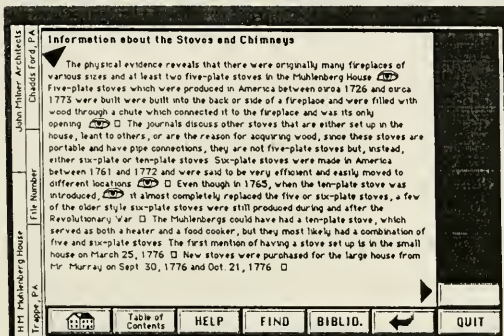 Information about the Stoves and Chimneys
The physical evidence reveals that there were originally many fireplaces of
various sizes and at least two five-plate stoves in the Muhlenberg House
Five-plate stoves which were produced in America between circa 1726 and circa
1773 were built were built into the back or side of a fireplace and were filled with
wood through a chute which connected it to the fireplace and was its only
opening □ The journals discuss other stoves that are either set up in the
house, leant to others, or are the reason for acquiring wood, since these stoves are
portable and have pipe connections, they are not five-plate stoves but, instead,
either six-plate or ten-plate stoves Six-plate stoves were made in America
between 1761 and 1772 and were said to be very efficient and easily moved to
different locations □ Even though in 1765, when the ten-plate stove was
introduced, it almost completely replaced the five or six-plate stoves, a few
of the older style six-plate stoves were still produced during and after the
Revolutionary War □ The Muhlenbergs could have had a ten-plate stove, which
served as both a heater and a food cooker, but they most likely had a combination of
five and six-plate stoves The first mention of having a stove set up is in the small
house on March 25, 1776 □ New stoves were purchased for the large house from
Mr Murray on Sept 30, 1776 and Oct. 21, 1776 □
John Milner Architects
Chadds Ford, PA
File Number
HM Muhlenberg House
Trappe, PA
Table of
Contents
HELP
FIND
BIBLIO.
QUIT